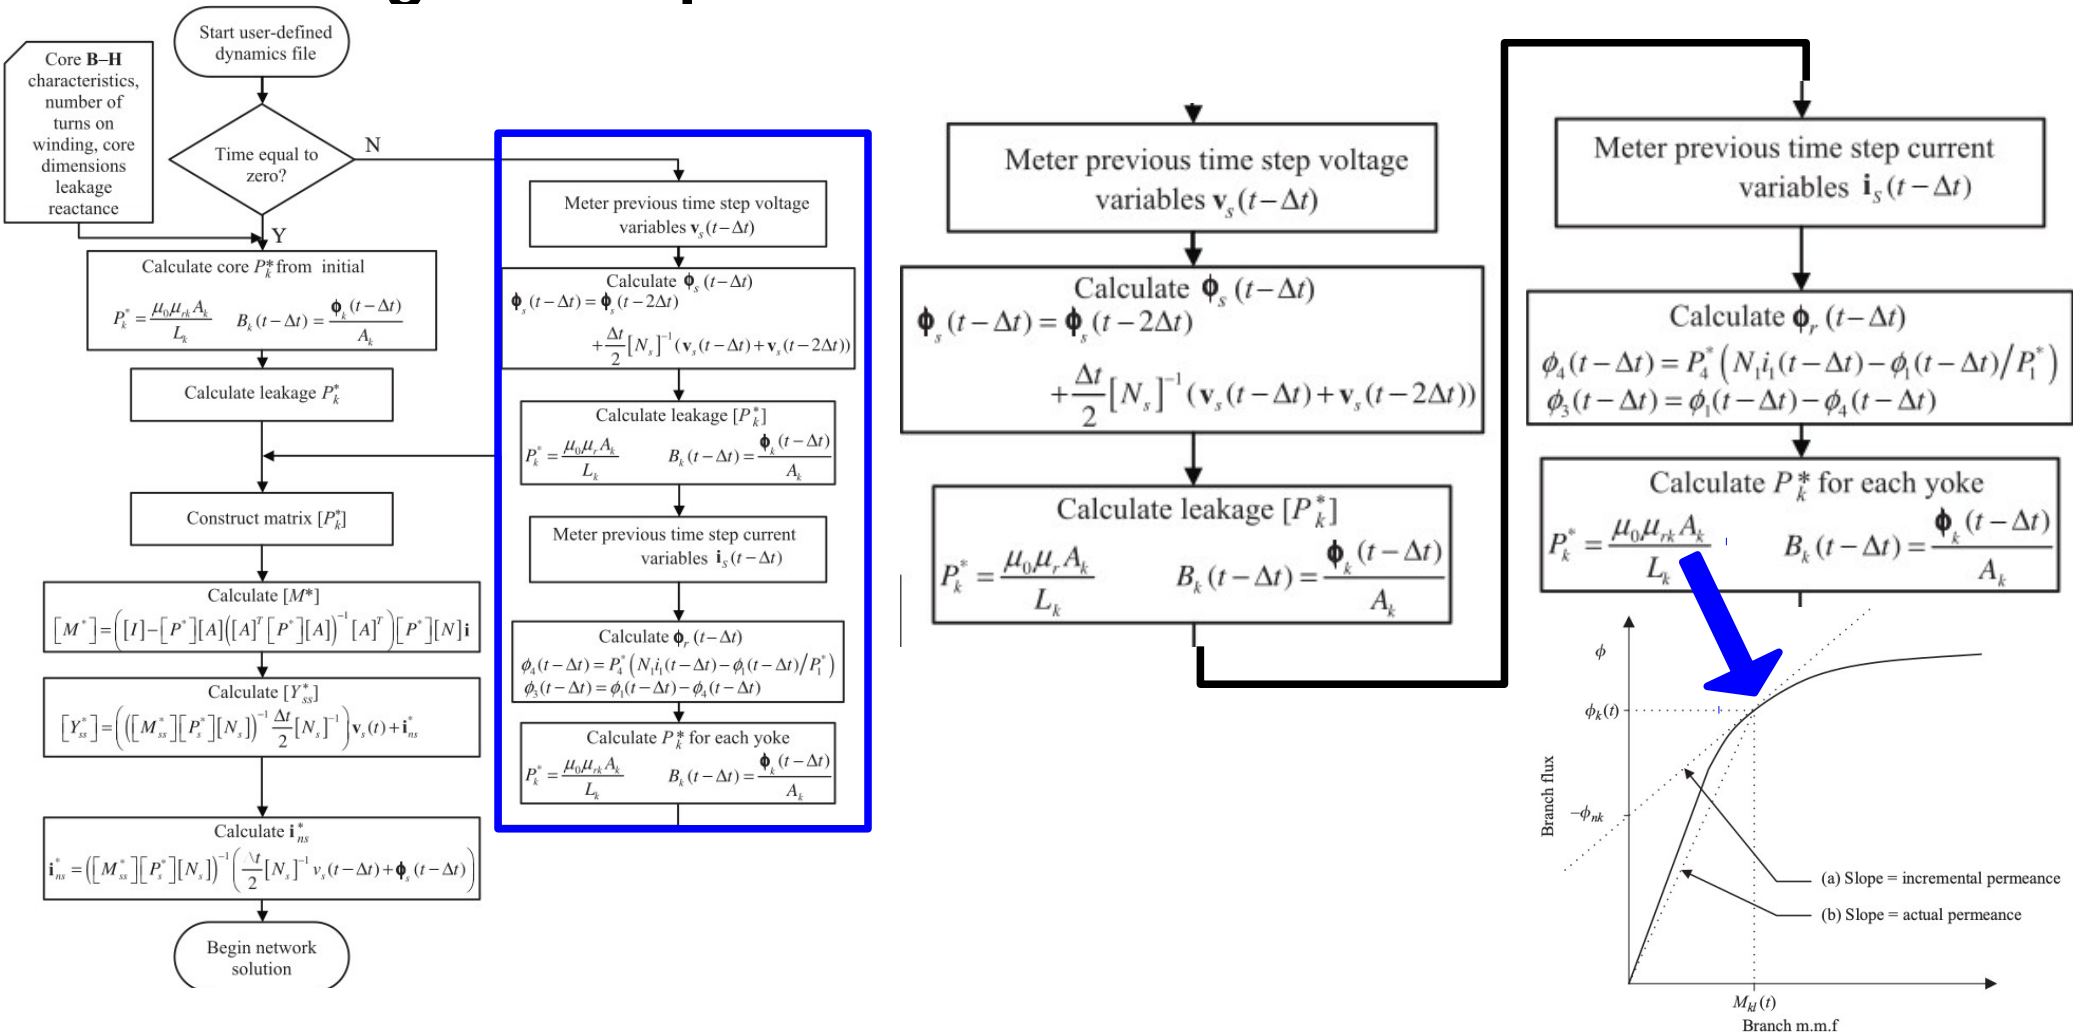 Start user-defined
dynamics file
Core B–H
characteristics,
number of
turns on
winding, core
dimensions
leakage
reactance
Time equal to
zero?
N
Y
Calculate core P*k from initial
P*k = μ0μrkAk / Lk    Bk(t−Δt) = ϕk(t−Δt) / Ak
Calculate leakage P*k
Construct matrix [P*k]
Calculate [M*]
[M*] = ([I]−[P*][A]([A]^T[P*][A])^−1[A]^T)[P*][N]i
Calculate [Y*ss]
[Y*ss] = (([M*ss][P*s][Ns])^−1 Δt/2 [Ns]^−1)vs(t)+i*ns
Calculate i*ns
i*ns = ([M*ss][P*s][Ns])^−1(Δt/2 [Ns]^−1 vs(t−Δt)+ϕs(t−Δt))
Begin network
solution
Meter previous time step voltage
variables vs(t−Δt)
Calculate ϕs(t−Δt)
ϕs(t−Δt) = ϕs(t−2Δt)
+Δt/2 [Ns]^−1(vs(t−Δt)+vs(t−2Δt))
Calculate leakage [P*k]
P*k = μ0μrAk / Lk    Bk(t−Δt) = ϕk(t−Δt) / Ak
Meter previous time step current
variables is(t−Δt)
Calculate ϕr(t−Δt)
ϕ4(t−Δt) = P*4(N1i1(t−Δt)−ϕ1(t−Δt)/P*1)
ϕ3(t−Δt) = ϕ1(t−Δt)−ϕ4(t−Δt)
Calculate P*k for each yoke
P*k = μ0μrkAk / Lk    Bk(t−Δt) = ϕk(t−Δt) / Ak
Meter previous time step voltage
variables vs(t−Δt)
Calculate ϕs(t−Δt)
ϕs(t−Δt) = ϕs(t−2Δt)
+Δt/2 [Ns]^−1(vs(t−Δt)+vs(t−2Δt))
Calculate leakage [P*k]
P*k = μ0μrAk / Lk    Bk(t−Δt) = ϕk(t−Δt) / Ak
Meter previous time step current
variables is(t−Δt)
Calculate ϕr(t−Δt)
ϕ4(t−Δt) = P*4(N1i1(t−Δt)−ϕ1(t−Δt)/P*1)
ϕ3(t−Δt) = ϕ1(t−Δt)−ϕ4(t−Δt)
Calculate P*k for each yoke
P*k = μ0μrkAk / Lk    Bk(t−Δt) = ϕk(t−Δt) / Ak
ϕ
ϕk(t)
−ϕnk
Branch flux
(a) Slope = incremental permeance
(b) Slope = actual permeance
Mkl(t)
Branch m.m.f